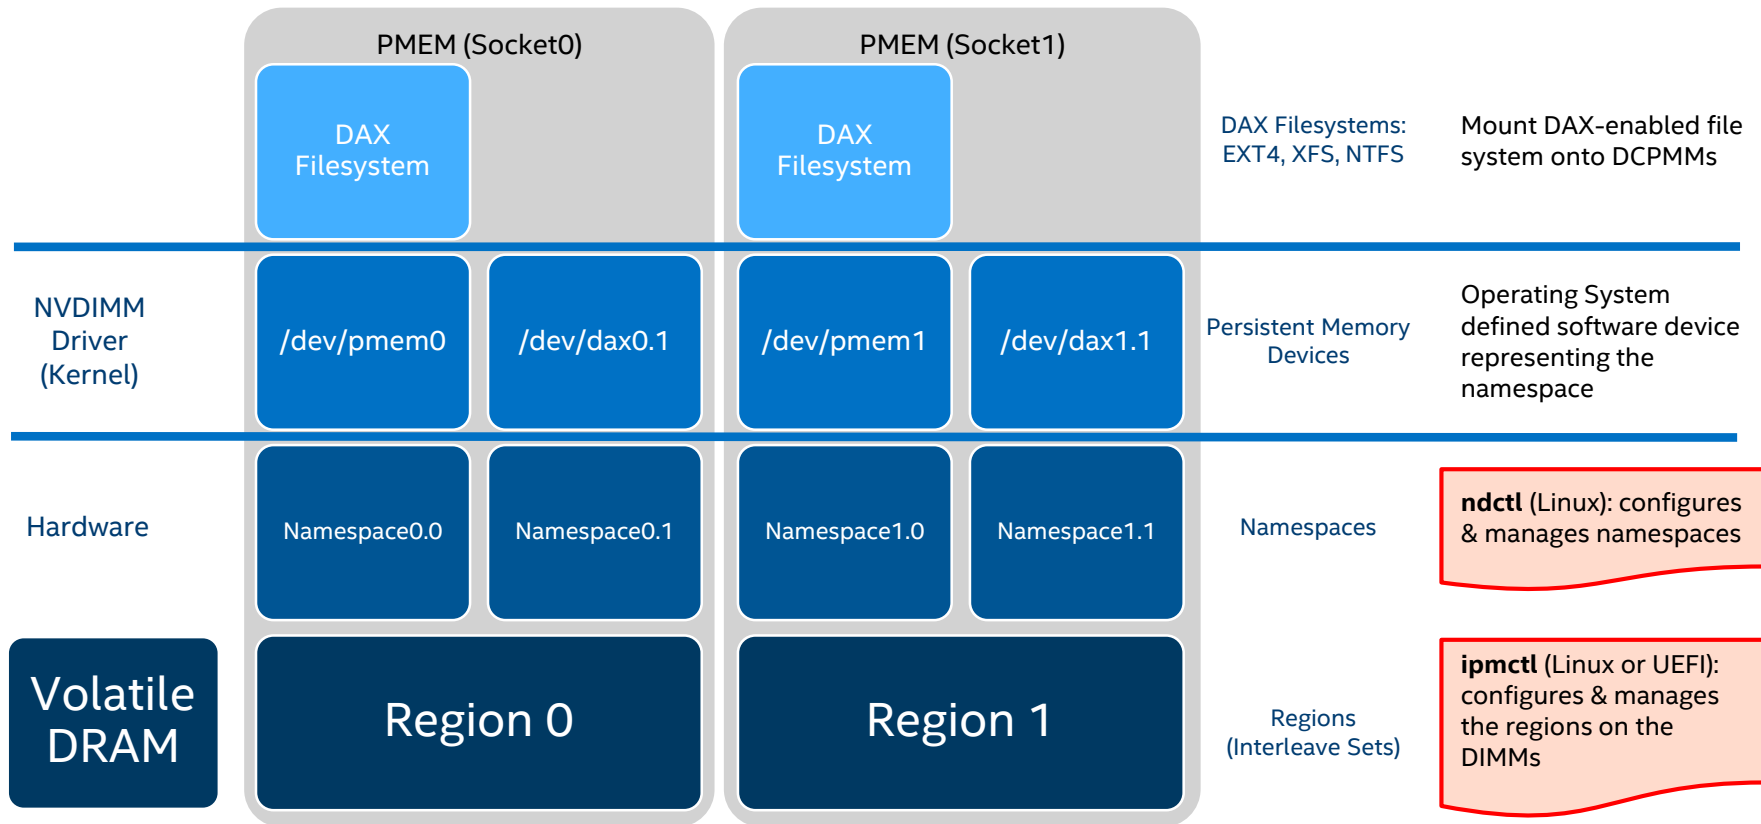 PMEM (Socket0)
PMEM (Socket1)
DAX
Filesystem
DAX
Filesystem
DAX Filesystems:
EXT4, XFS, NTFS
Mount DAX-enabled file
system onto DCPMMs
NVDIMM
Driver
(Kernel)
/dev/pmem0
/dev/dax0.1
/dev/pmem1
/dev/dax1.1
Persistent Memory
Devices
Operating System
defined software device
representing the
namespace
Hardware
Namespace0.0
Namespace0.1
Namespace1.0
Namespace1.1
Namespaces
ndctl (Linux): configures
& manages namespaces
Volatile
DRAM
Region 0
Region 1
Regions
(Interleave Sets)
ipmctl (Linux or UEFI):
configures & manages
the regions on the
DIMMs